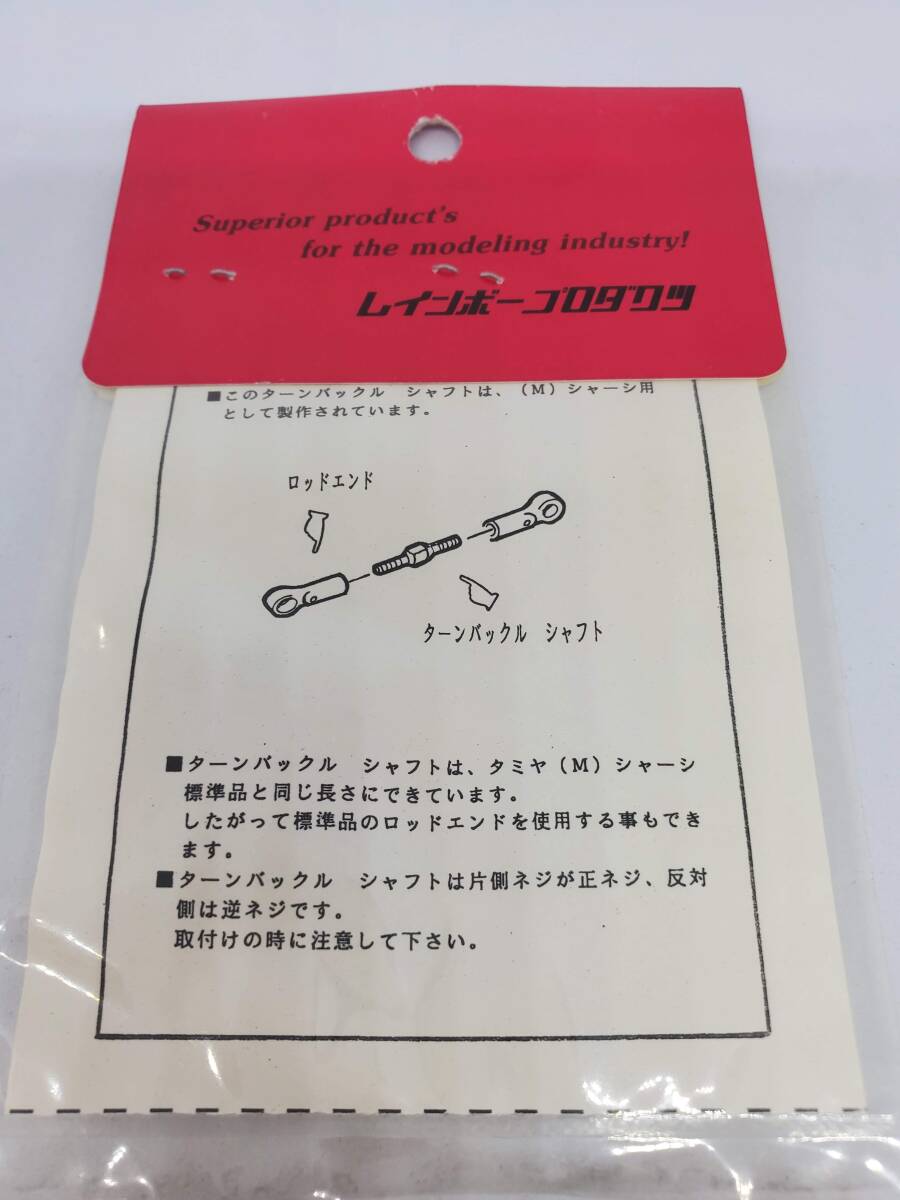 Superior product's
for the modeling industry!
レインボープロダクツ
■このターンバックル　シャフトは、（M）シャーシ用
として製作されています。
ロッドエンド
ターンバックル　シャフト
■ターンバックル　シャフトは、タミヤ（M）シャーシ
標準品と同じ長さにできています。
したがって標準品のロッドエンドを使用する事もでき
ます。
■ターンバックル　シャフトは片側ネジが正ネジ、反対
側は逆ネジです。
取付けの時に注意して下さい。